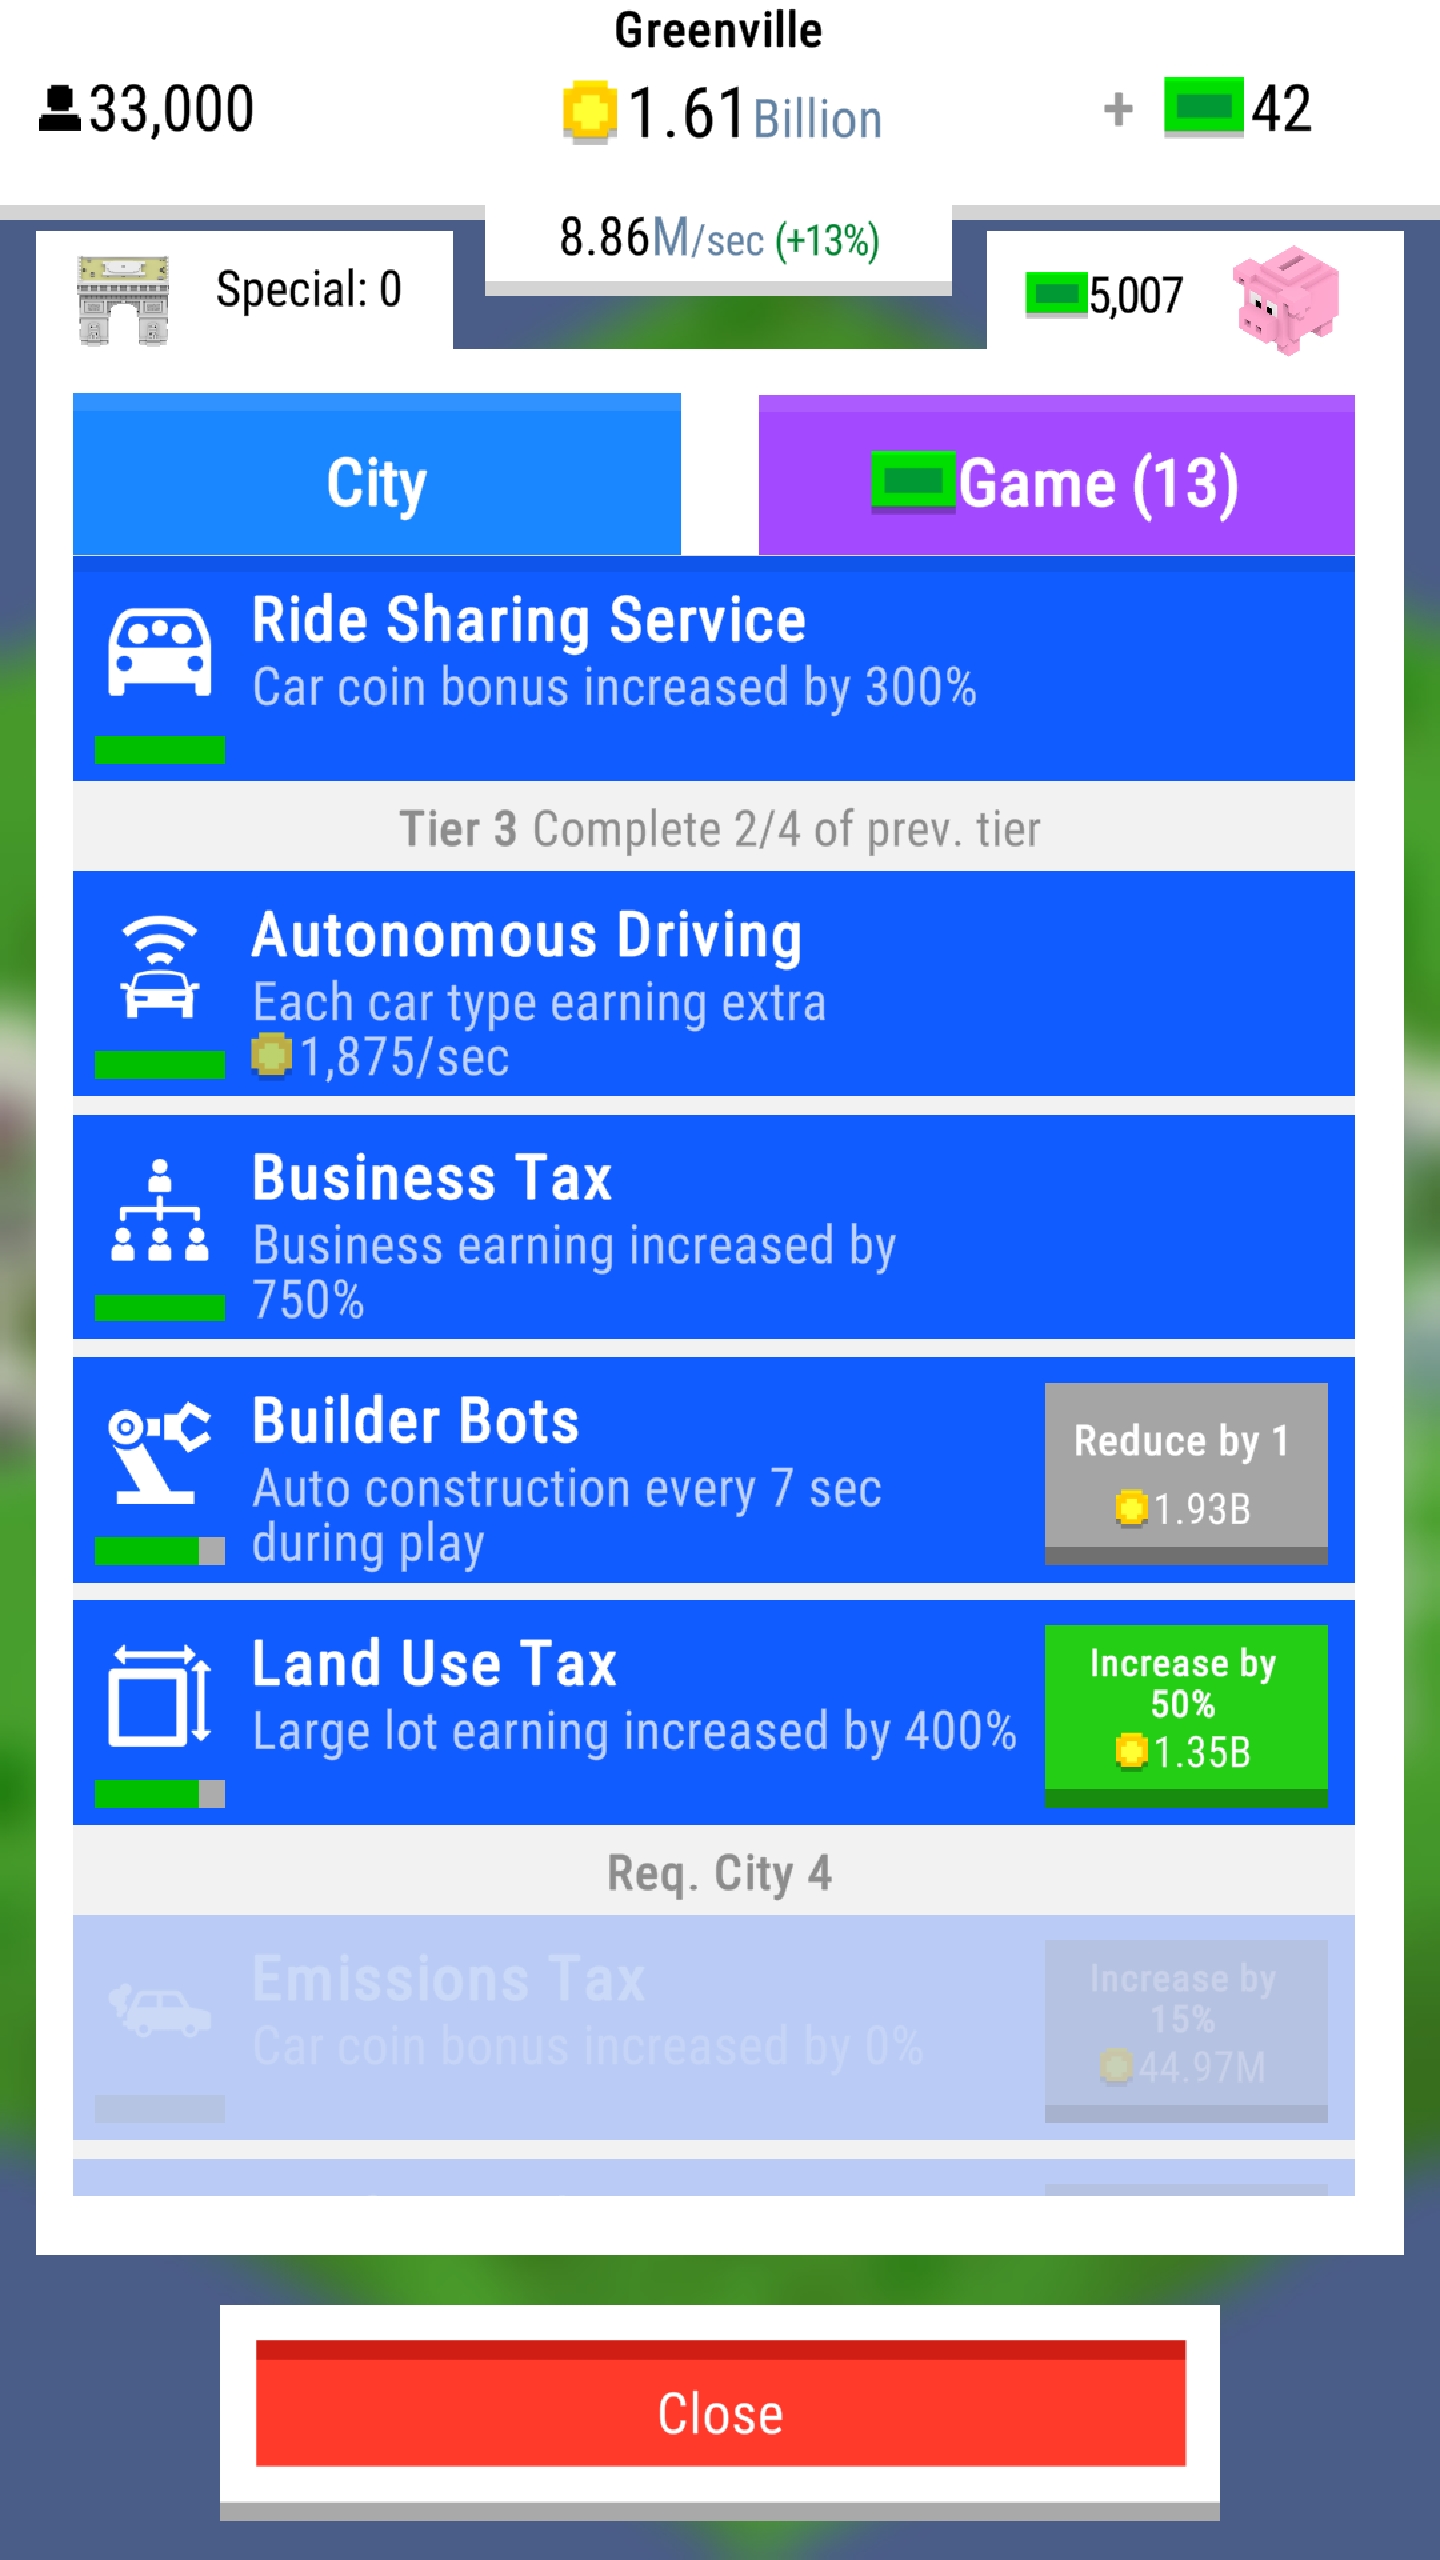 Greenville
33,000
1.61Billion
+ 42
8.86M/sec (+13%)
Special: 0
5,007
City
Game (13)
Ride Sharing Service
Car coin bonus increased by 300%
Tier 3 Complete 2/4 of prev. tier
Autonomous Driving
Each car type earning extra
1,875/sec
Business Tax
Business earning increased by
750%
Builder Bots
Auto construction every 7 sec
during play
Reduce by 1
1.93B
Land Use Tax
Large lot earning increased by 400%
Increase by
50%
1.35B
Req. City 4
Emissions Tax
Car coin bonus increased by 0%
Increase by
15%
44.97M
Close